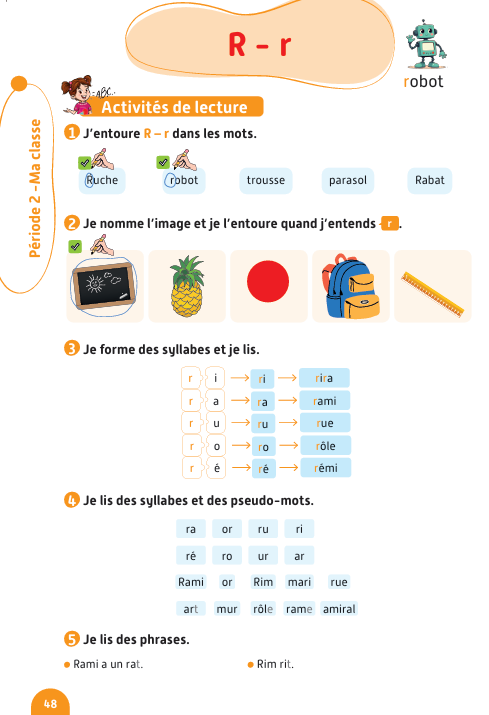 R – r
robot
ABC
Activités de lecture
Période 2 - Ma classe
1 J'entoure R – r dans les mots.
Ruche robot trousse parasol Rabat
2 Je nomme l'image et je l'entoure quand j'entends r .
3 Je forme des syllabes et je lis.
r i ri rira
r a ra rami
r u ru rue
r o ro rôle
r é ré rémi
4 Je lis des syllabes et des pseudo-mots.
ra or ru ri
ré ro ur ar
Rami or Rim mari rue
art mur rôle rame amiral
5 Je lis des phrases.
Rami a un rat. Rim rit.
48